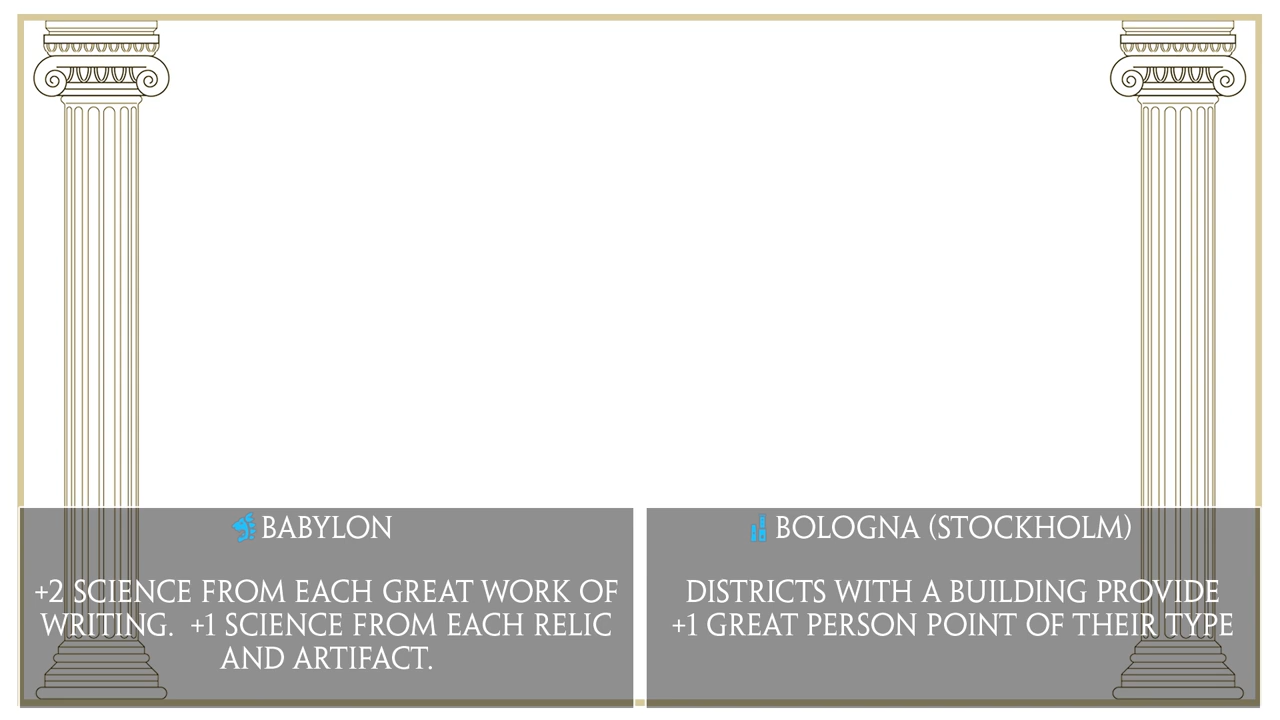 BABYLON
+2 SCIENCE FROM EACH GREAT WORK OF
WRITING. +1 SCIENCE FROM EACH RELIC
AND ARTIFACT.
BOLOGNA (STOCKHOLM)
DISTRICTS WITH A BUILDING PROVIDE
+1 GREAT PERSON POINT OF THEIR TYPE